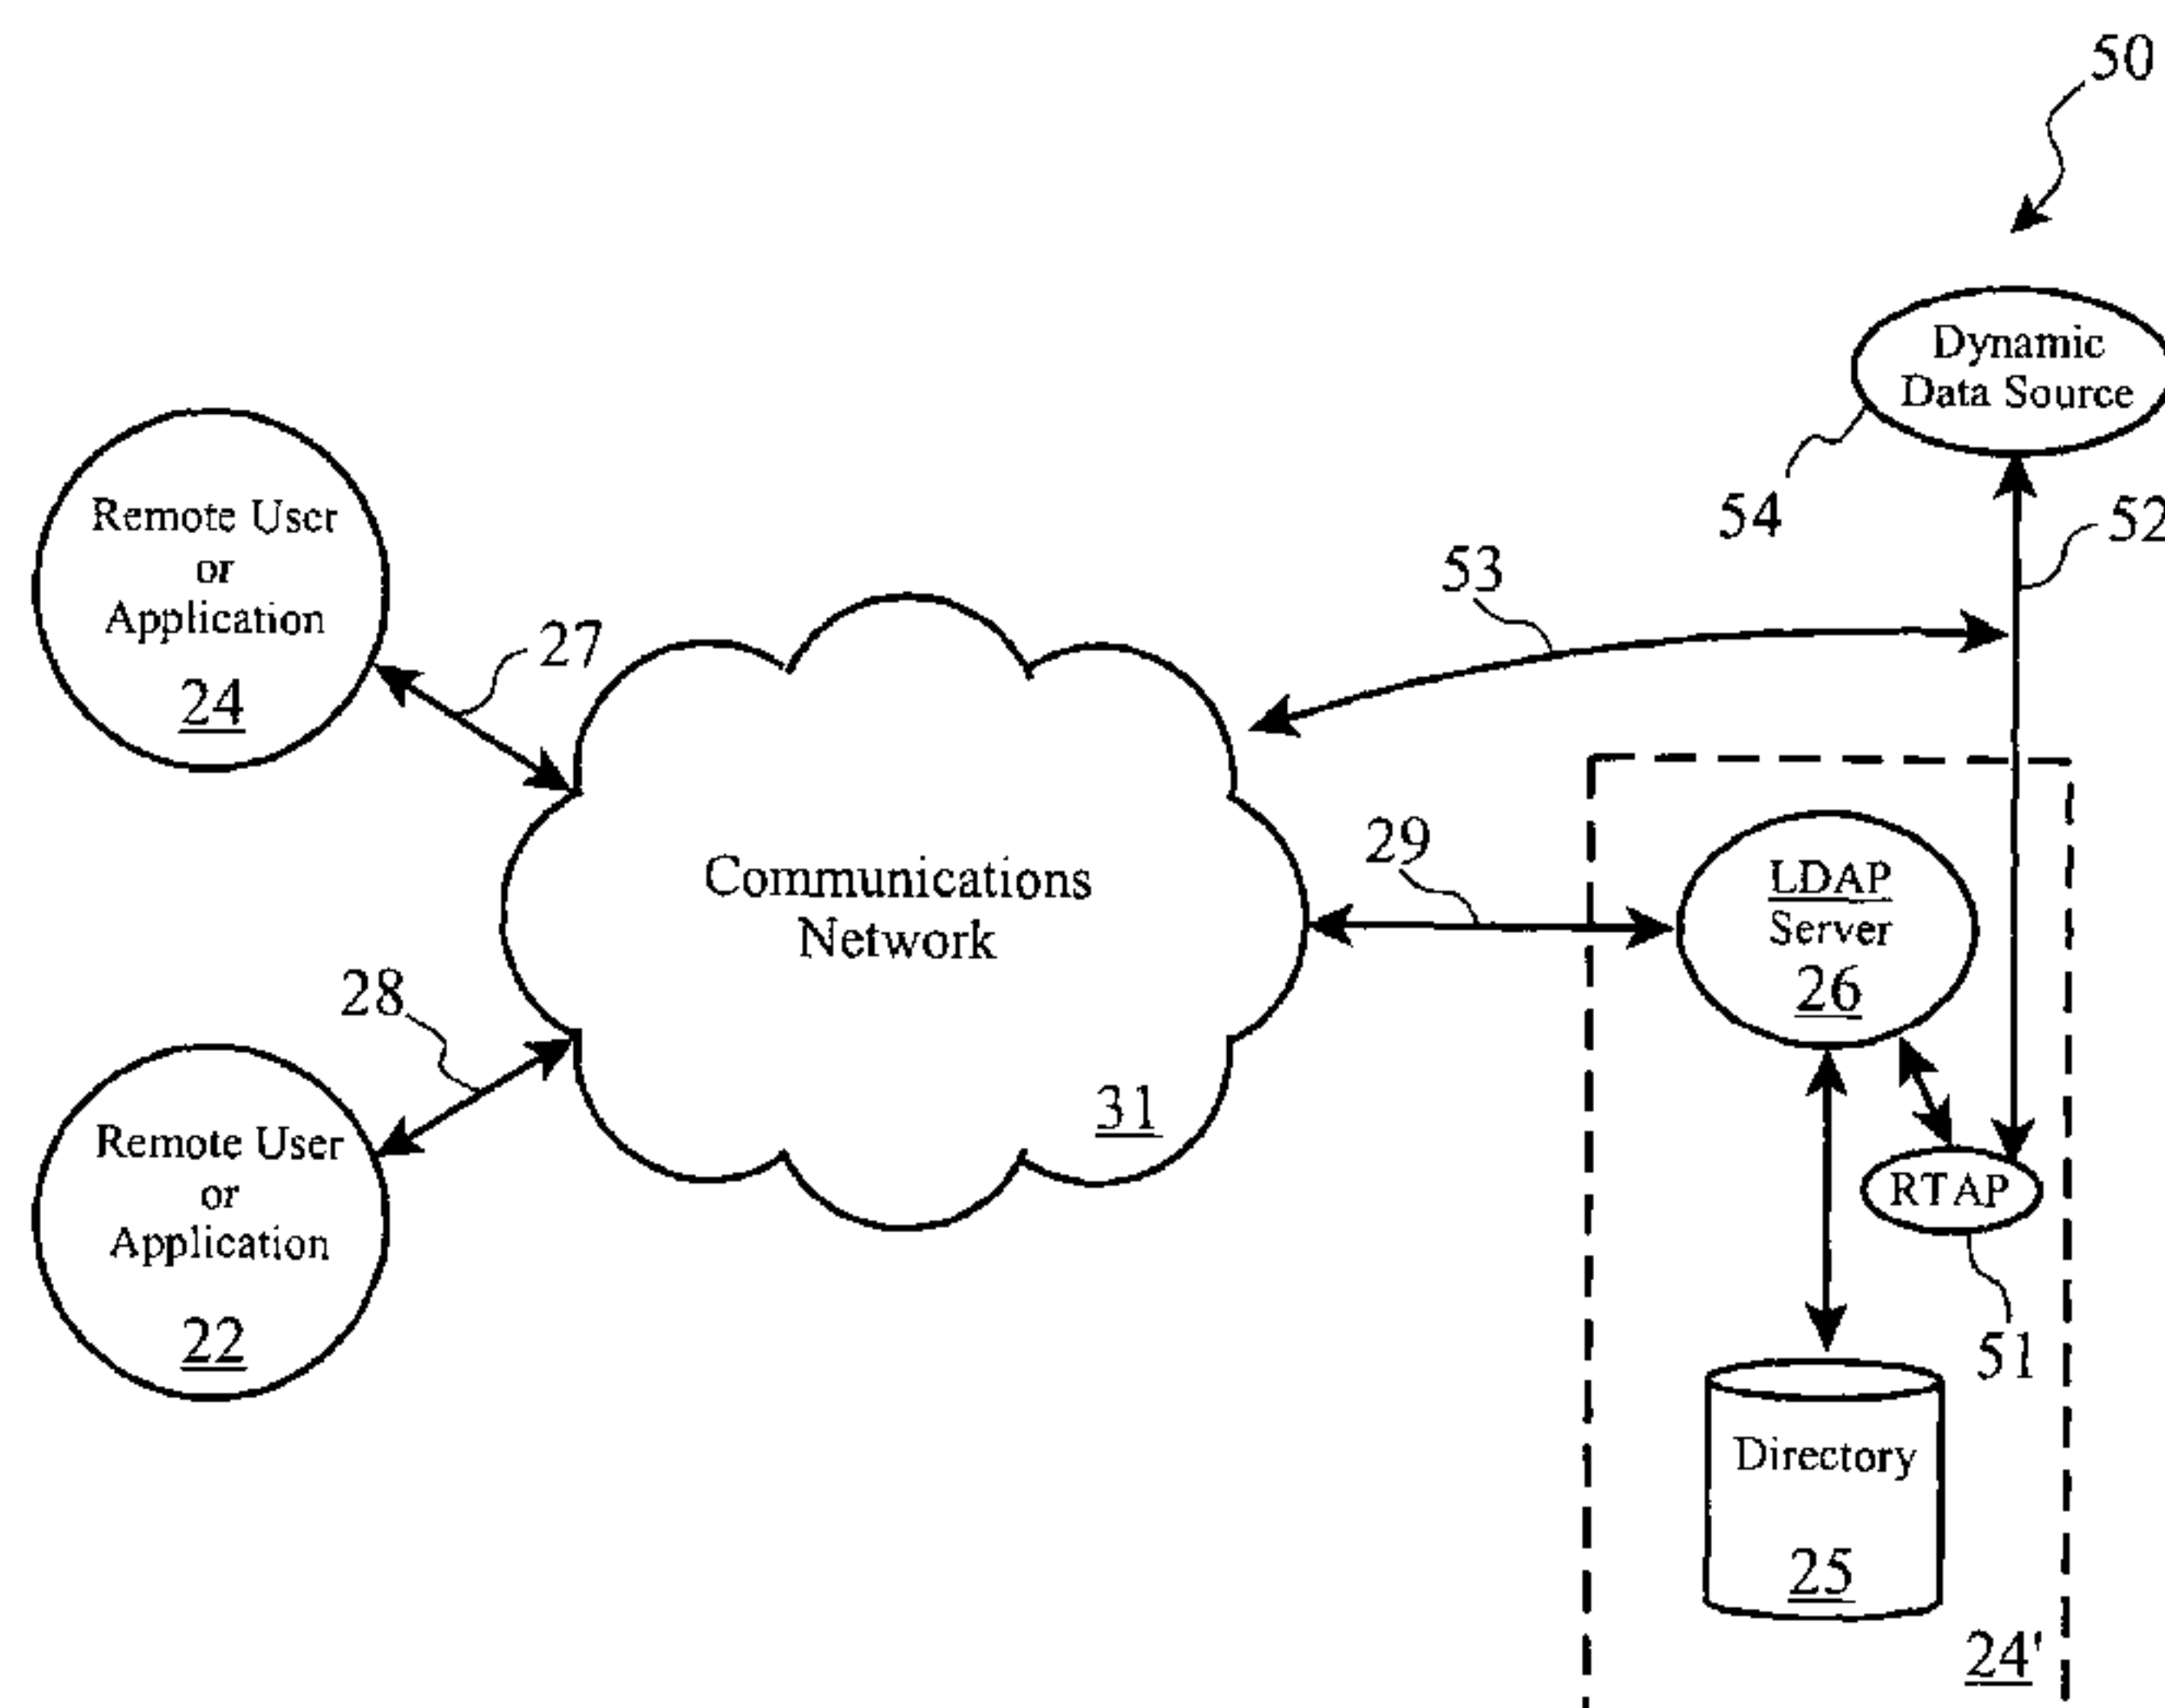 50
Dynamic
Data Source
54
52
53
Remote User
or
Application
24
27
Communications
Network
31
29
LDAP
Server
26
28
Remote User
or
Application
22
RTAP
51
Directory
25
24'